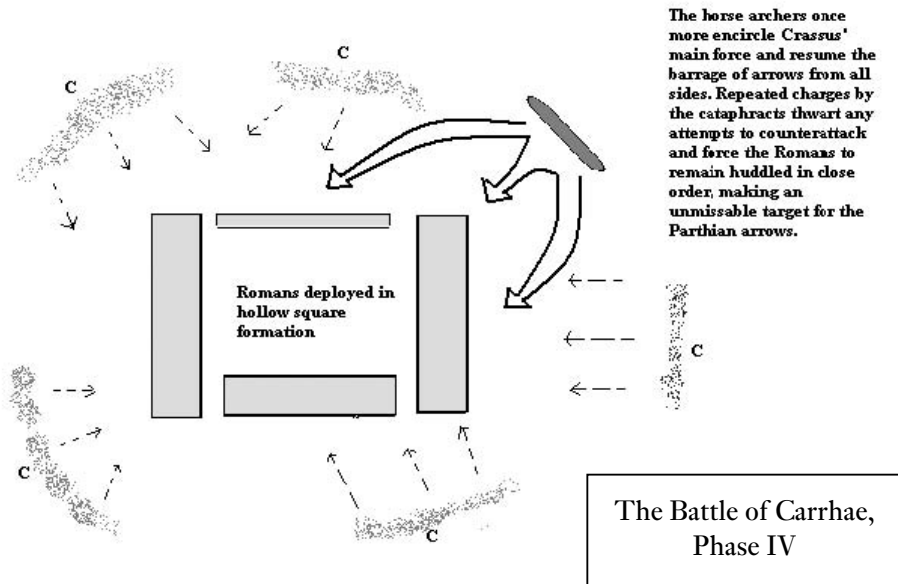 The horse archers once
more encircle Crassus'
main force and resume the
barrage of arrows from all
sides. Repeated charges by
the cataphracts thwart any
attempts to counterattack
and force the Romans to
remain huddled in close
order, making an
unmissable target for the
Parthian arrows.
C
C
Romans deployed in
hollow square
formation
C
C
C
The Battle of Carrhae,
Phase IV